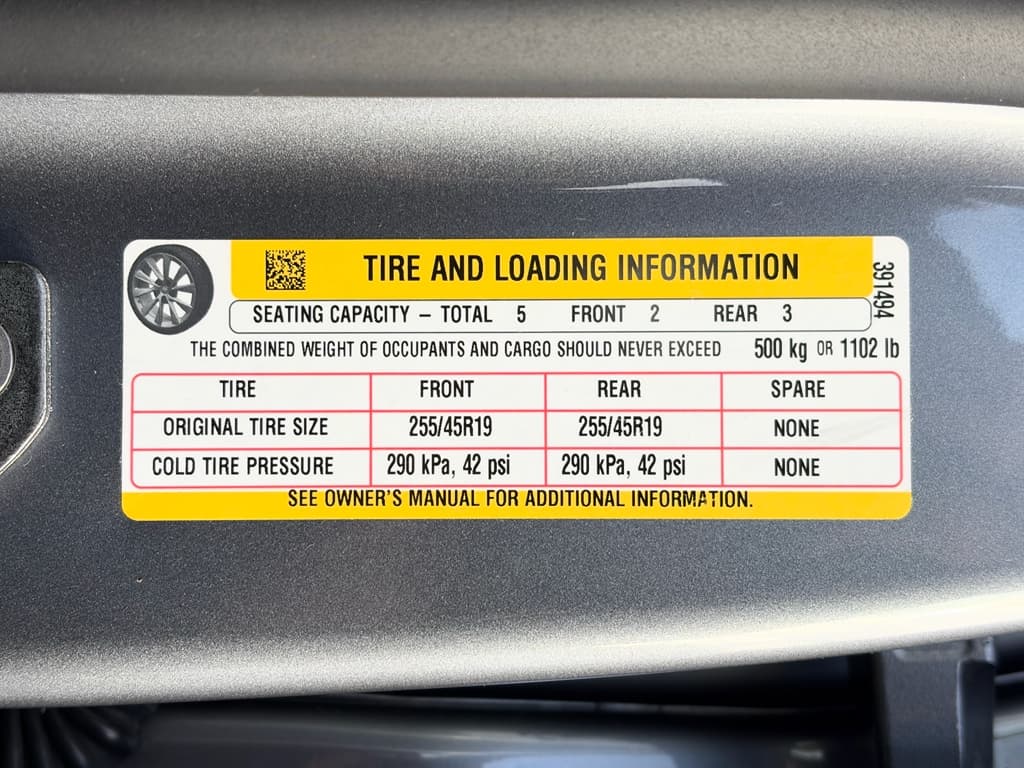 TIRE AND LOADING INFORMATION
391494
SEATING CAPACITY – TOTAL 5 FRONT 2 REAR 3
THE COMBINED WEIGHT OF OCCUPANTS AND CARGO SHOULD NEVER EXCEED 500 kg OR 1102 lb
TIRE FRONT REAR SPARE
ORIGINAL TIRE SIZE 255/45R19 255/45R19 NONE
COLD TIRE PRESSURE 290 kPa, 42 psi 290 kPa, 42 psi NONE
SEE OWNER'S MANUAL FOR ADDITIONAL INFORMATION.